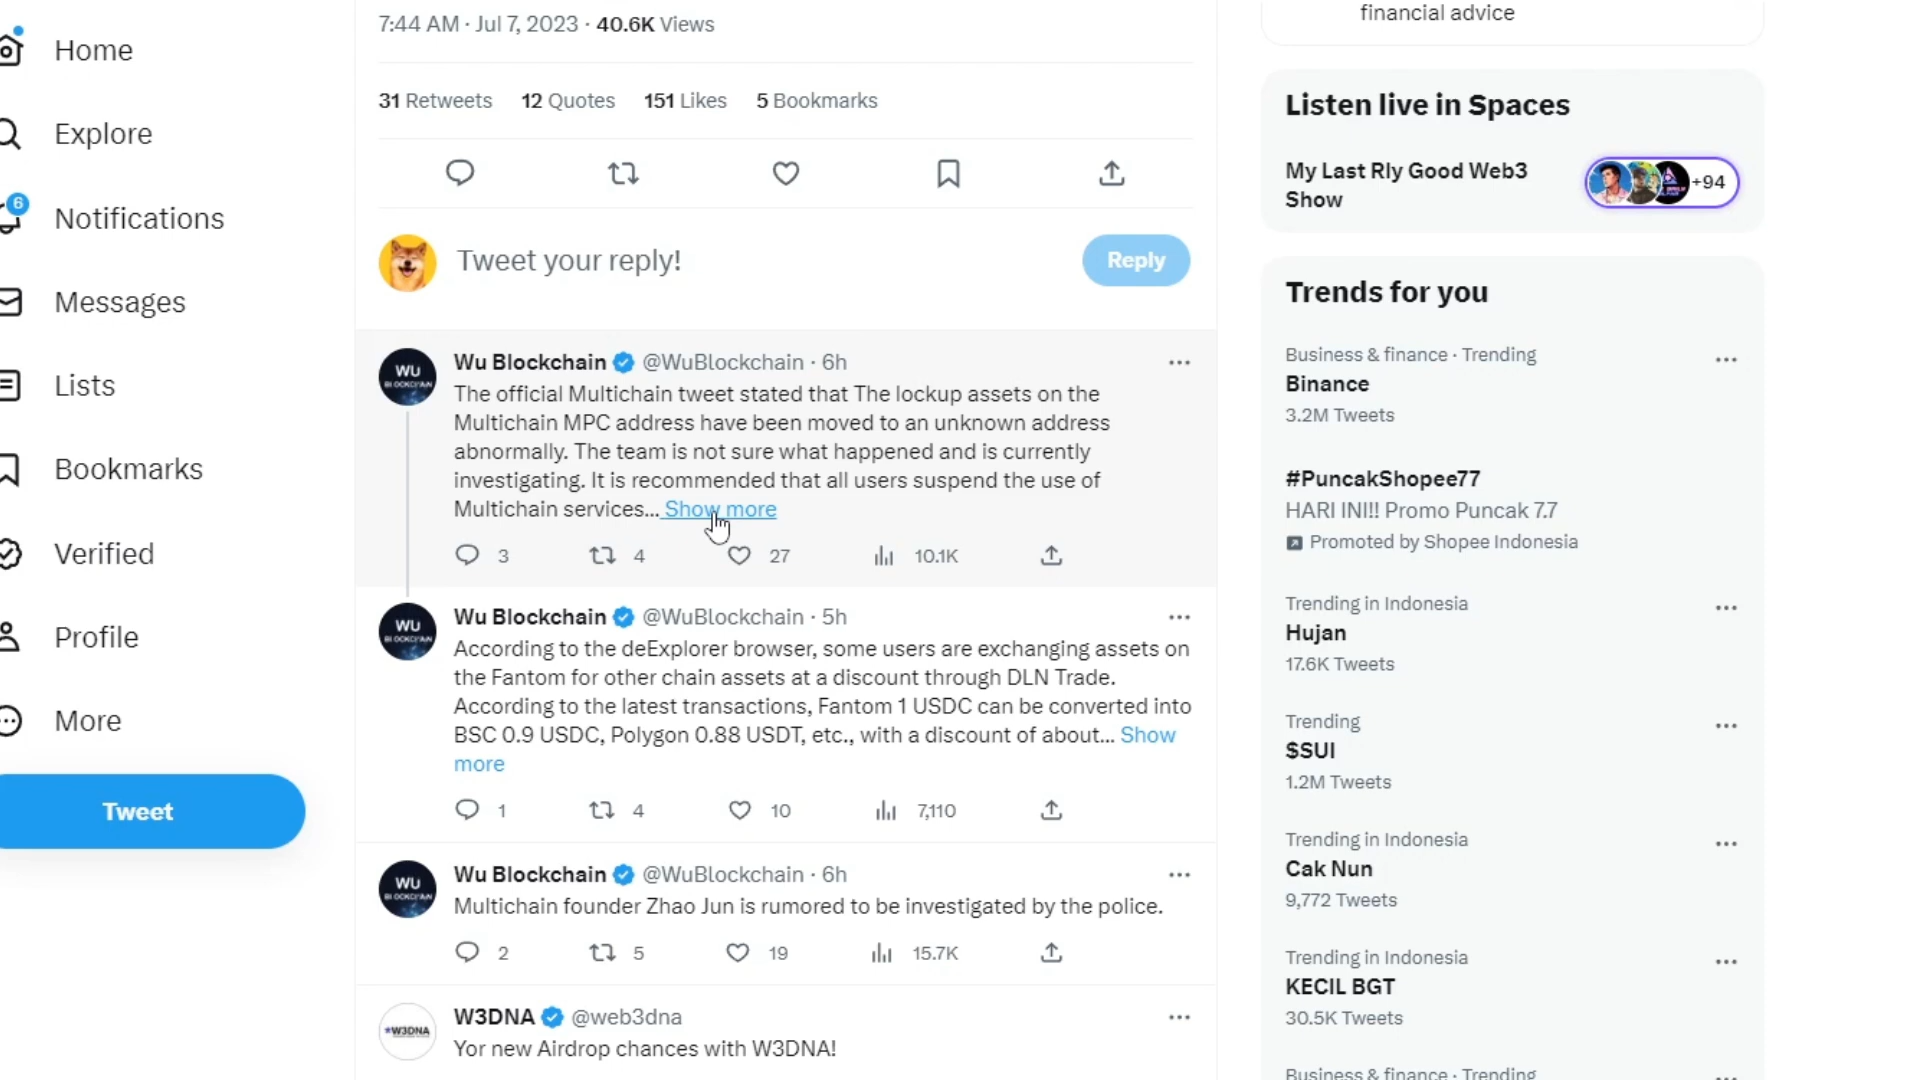 Home
Explore
6
Notifications
Messages
Lists
Bookmarks
Verified
Profile
More
Tweet
7:44 AM · Jul 7, 2023 · 40.6K Views
31 Retweets 12 Quotes 151 Likes 5 Bookmarks
Tweet your reply!
Reply
WU
BLOCKCHAIN
Wu Blockchain @WuBlockchain · 6h
The official Multichain tweet stated that The lockup assets on the
Multichain MPC address have been moved to an unknown address
abnormally. The team is not sure what happened and is currently
investigating. It is recommended that all users suspend the use of
Multichain services... Show more
3 4 27 10.1K
WU
BLOCKCHAIN
Wu Blockchain @WuBlockchain · 5h
According to the deExplorer browser, some users are exchanging assets on
the Fantom for other chain assets at a discount through DLN Trade.
According to the latest transactions, Fantom 1 USDC can be converted into
BSC 0.9 USDC, Polygon 0.88 USDT, etc., with a discount of about... Show
more
1 4 10 7,110
WU
BLOCKCHAIN
Wu Blockchain @WuBlockchain · 6h
Multichain founder Zhao Jun is rumored to be investigated by the police.
2 5 19 15.7K
*W3DNA
W3DNA @web3dna
Yor new Airdrop chances with W3DNA!
financial advice
Listen live in Spaces
My Last Rly Good Web3
Show
+94
Trends for you
Business & finance · Trending
Binance
3.2M Tweets
#PuncakShopee77
HARI INI!! Promo Puncak 7.7
Promoted by Shopee Indonesia
Trending in Indonesia
Hujan
17.6K Tweets
Trending
$SUI
1.2M Tweets
Trending in Indonesia
Cak Nun
9,772 Tweets
Trending in Indonesia
KECIL BGT
30.5K Tweets
Business & finance · Trending